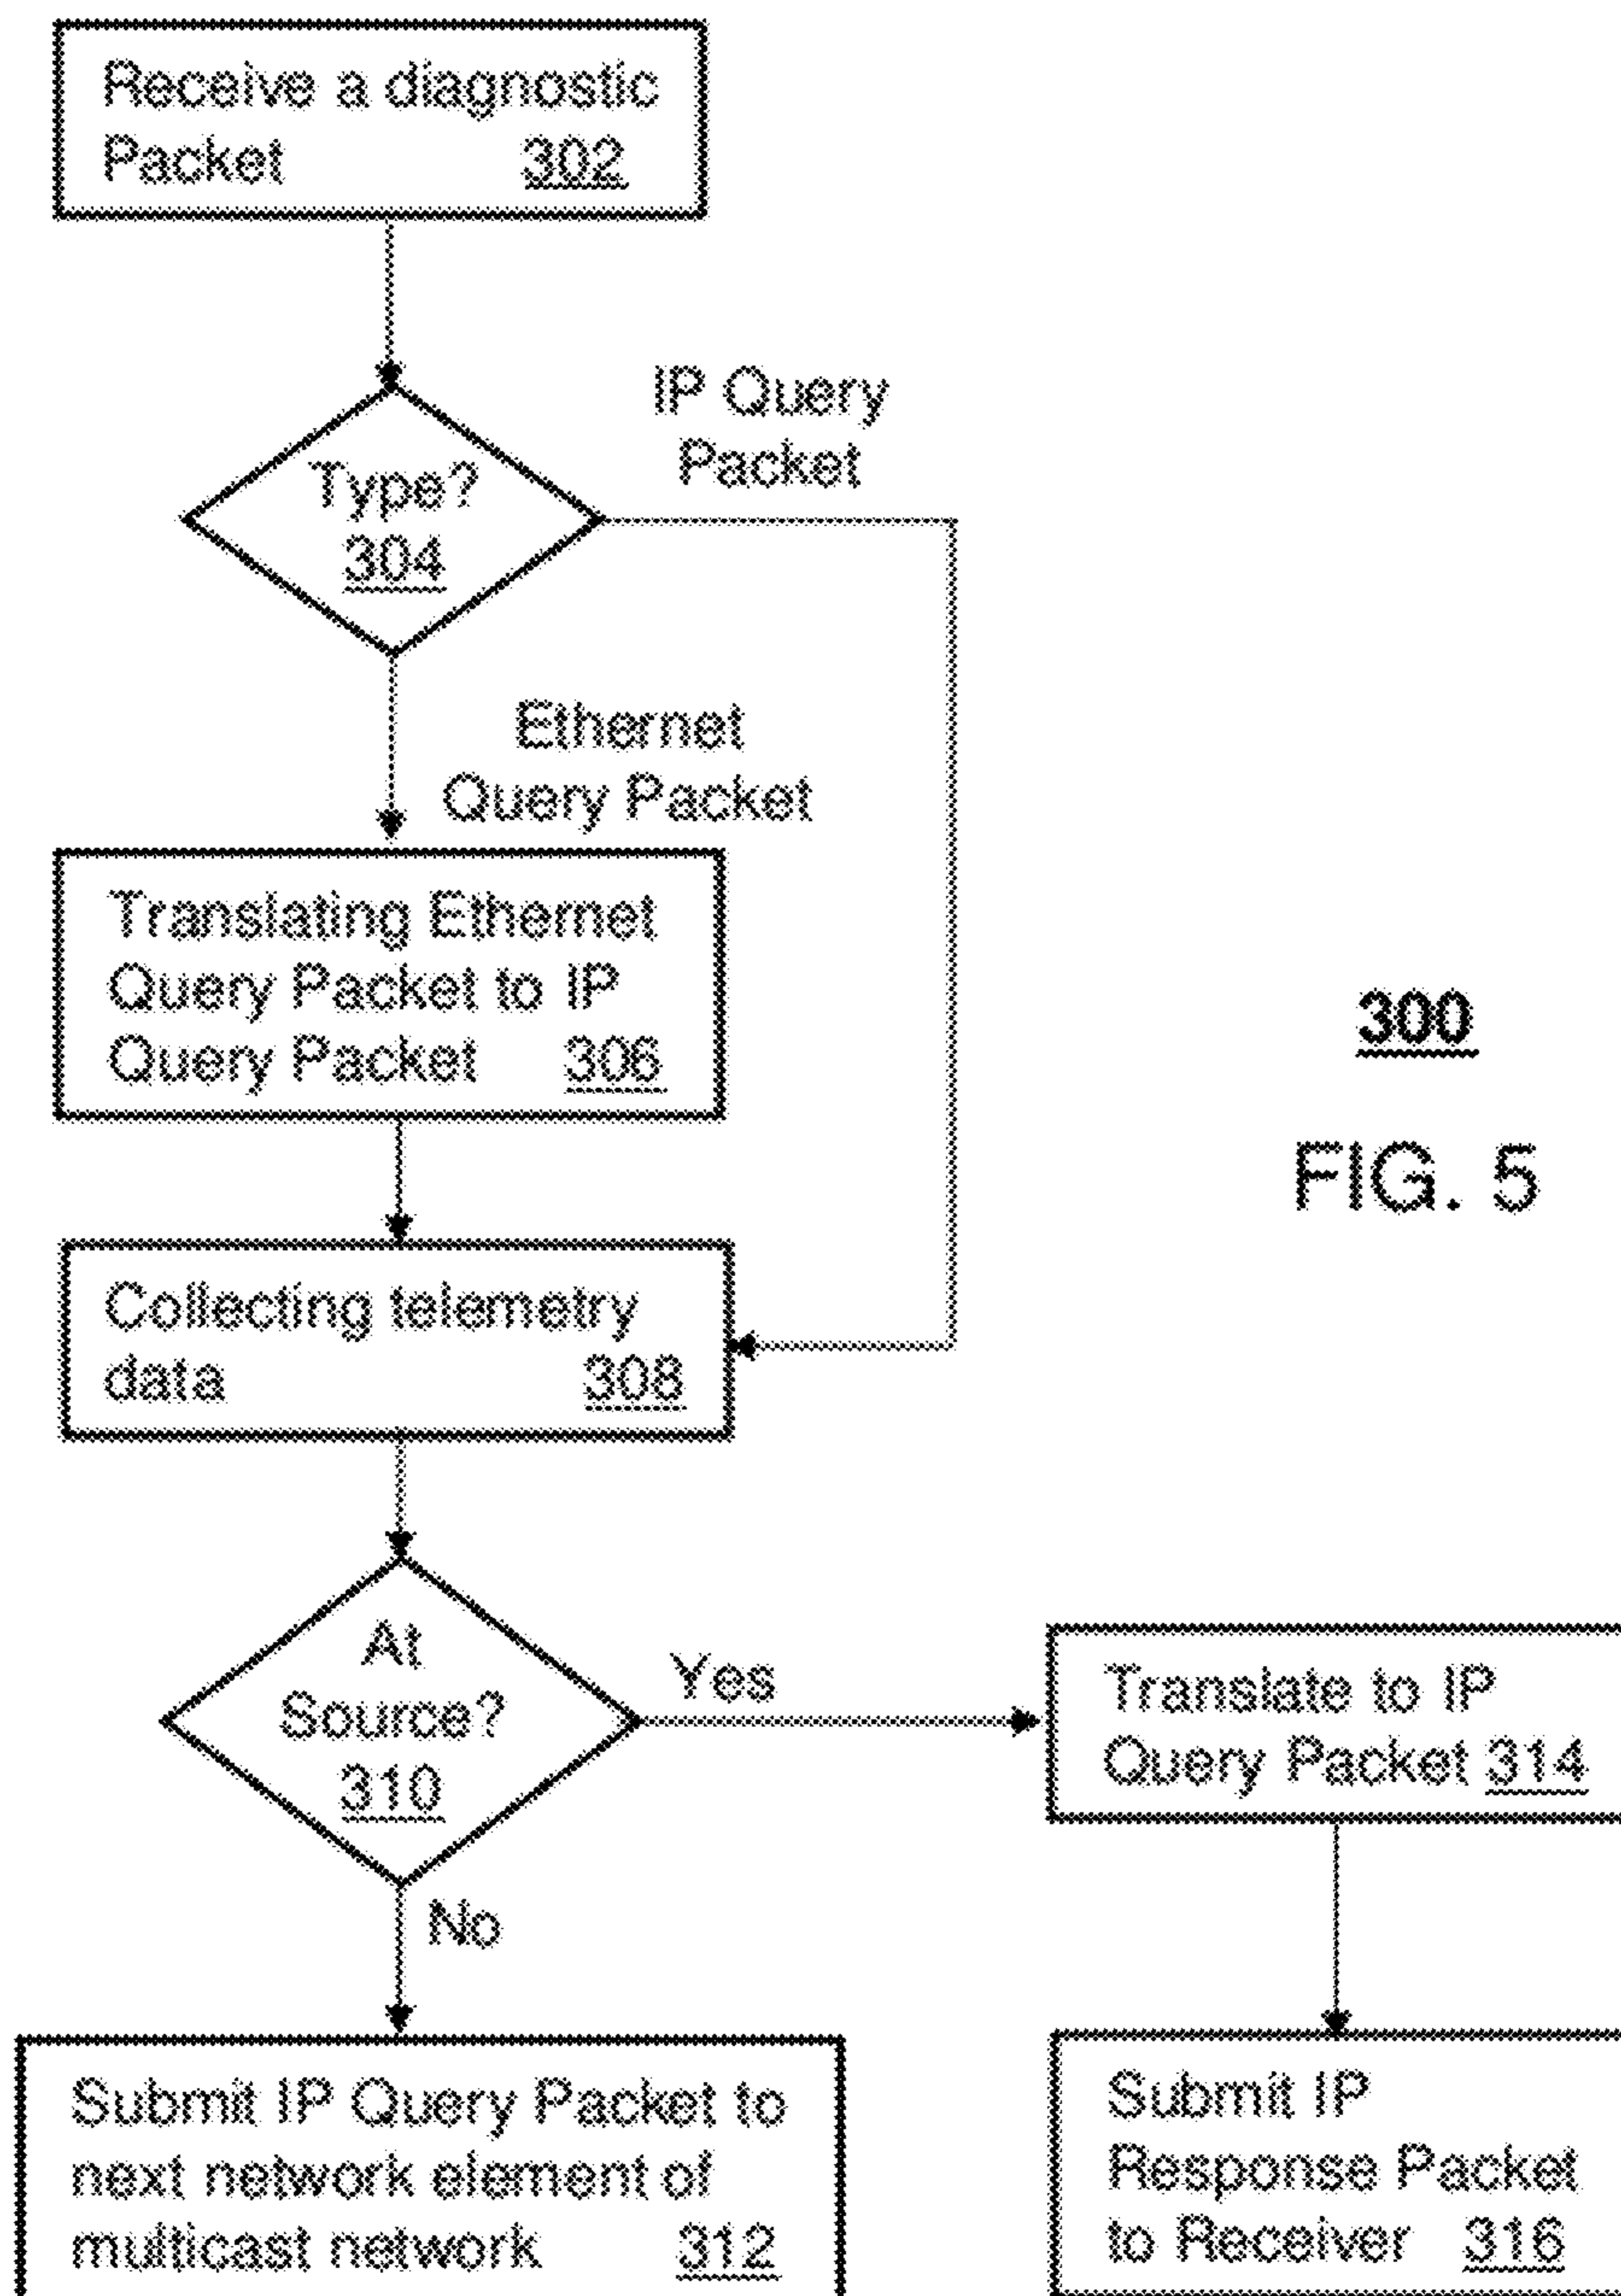 Receive a diagnostic
Packet 302
IP Query
Packet
Type?
304
Ethernet
Query Packet
Translating Ethernet
Query Packet to IP
Query Packet 306
300
FIG. 5
Collecting telemetry
data 308
At
Source?
310
Yes
No
Translate to IP
Query Packet 314
Submit IP Query Packet to
next network element of
multicast network 312
Submit IP
Response Packet
to Receiver 316